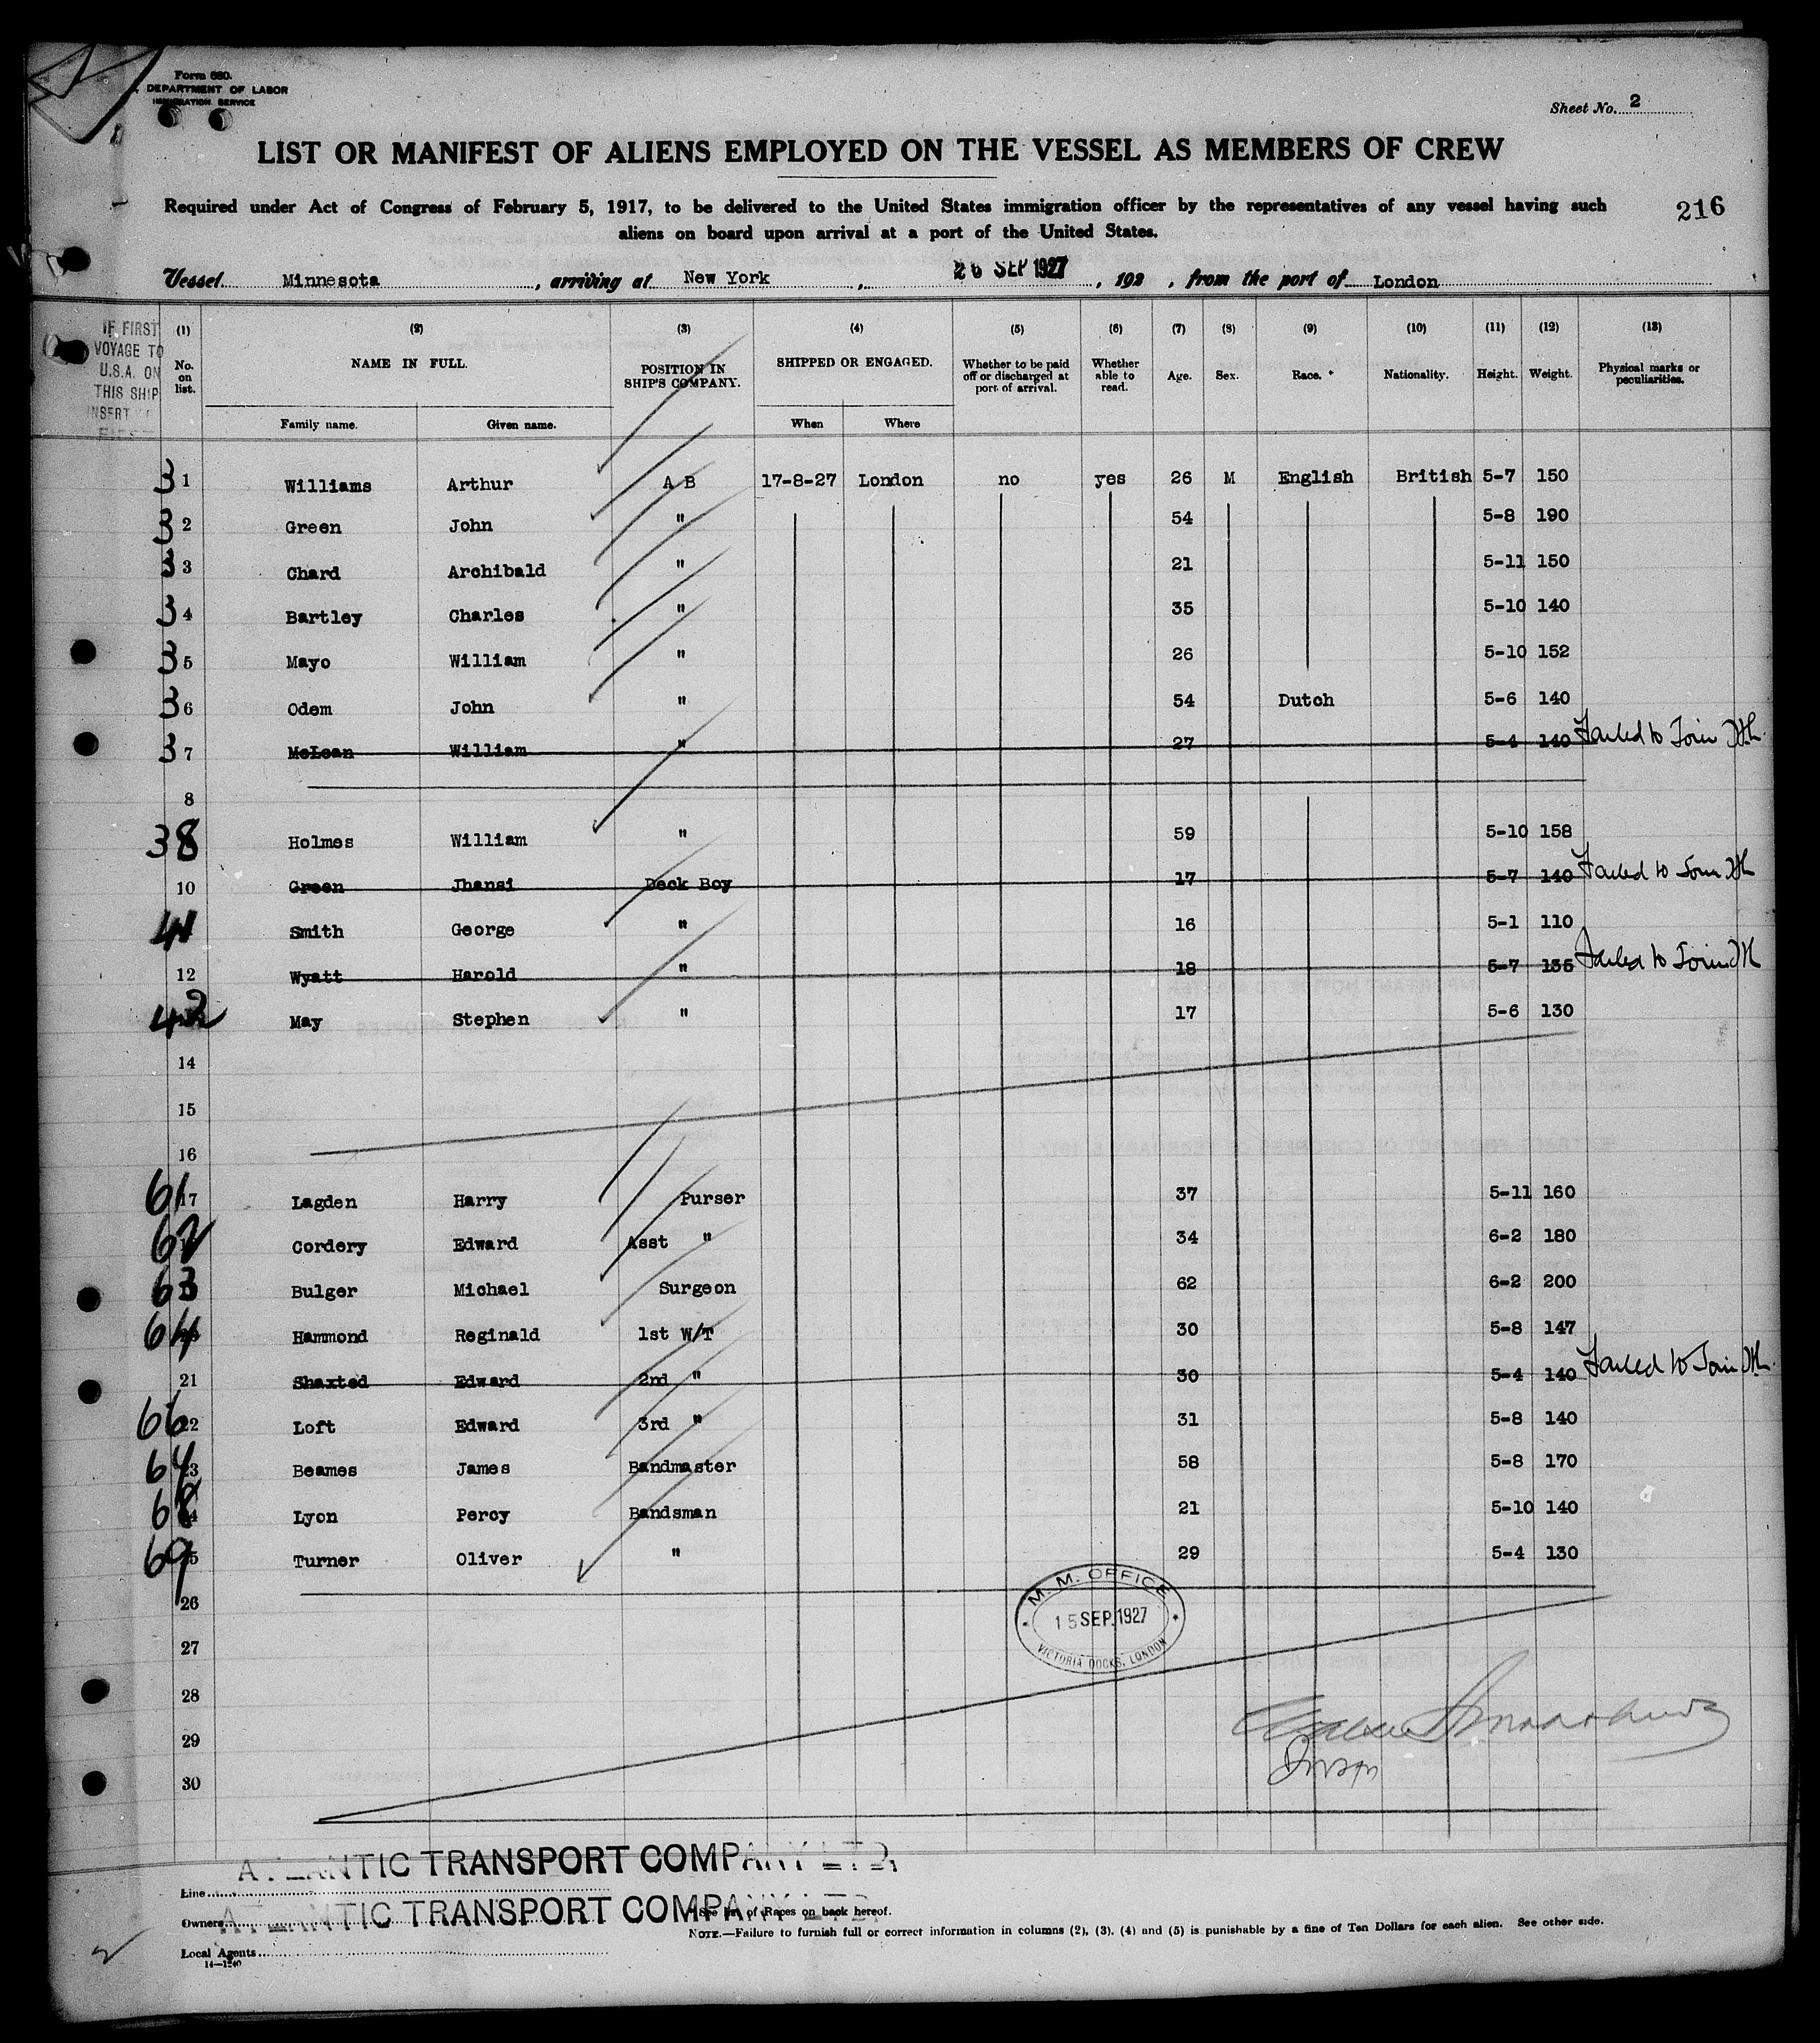 Form 680.
DEPARTMENT OF LABOR
IMMIGRATION SERVICE
Sheet No. 2
LIST OR MANIFEST OF ALIENS EMPLOYED ON THE VESSEL AS MEMBERS OF CREW
Required under Act of Congress of February 5, 1917, to be delivered to the United States immigration officer by the representatives of any vessel having such
aliens on board upon arrival at a port of the United States.
216
Vessel Minnesota, arriving at New York, 26 SEP 1927, 192 , from the port of London
IF FIRST VOYAGE TO U.S.A. ON THIS SHIP INSERT
(1) (2) (3) (4) (5) (6) (7) (8) (9) (10) (11) (12) (13)
No. on list. NAME IN FULL. POSITION IN SHIP'S COMPANY. SHIPPED OR ENGAGED. Whether to be paid off or discharged at port of arrival. Whether able to read. Age. Sex. Race.* Nationality. Height. Weight. Physical marks or peculiarities.
Family name. Given name. When Where
3 1 Williams Arthur A B 17-8-27 London no yes 26 M English British 5-7 150
3 2 Green John " 54 5-8 190
3 3 Chard Archibald " 21 5-11 150
3 4 Bartley Charles " 35 5-10 140
3 5 Mayo William " 26 5-10 152
3 6 Odem John " 54 Dutch 5-6 140
3 7 McLean William " 27 5-4 140 Failed to Join
8
38 Holmes William " 59 5-10 158
10 Green Jhansi Deck Boy 17 5-7 140 Failed to Join
41 Smith George " 16 5-1 110
12 Wyatt Harold " 18 5-7 135 Failed to Join
42 May Stephen " 17 5-6 130
14
15
16
61 17 Lagden Harry Purser 37 5-11 160
62 Cordery Edward Asst " 34 6-2 180
63 Bulger Michael Surgeon 62 6-2 200
64 Hammond Reginald 1st W/T 30 5-8 147
21 Shaxted Edward 2nd " 30 5-4 140 Failed to Join
66 22 Loft Edward 3rd " 31 5-8 140
23 Beames James Bandmaster 58 5-8 170
68 Lyon Percy Bandsman 21 5-10 140
69 Turner Oliver " 29 5-4 130
26
27
28
29
30
M. M. OFFICE
15 SEP. 1927
VICTORIA DOCKS, LONDON
ATLANTIC TRANSPORT COMPANY LTD.
Line
ATLANTIC TRANSPORT COMPANY LTD.
Owners
*See list of Races on back hereof.
NOTE.—Failure to furnish full or correct information in columns (2), (3), (4) and (5) is punishable by a fine of Ten Dollars for each alien. See other side.
Local Agents
14—1240
2